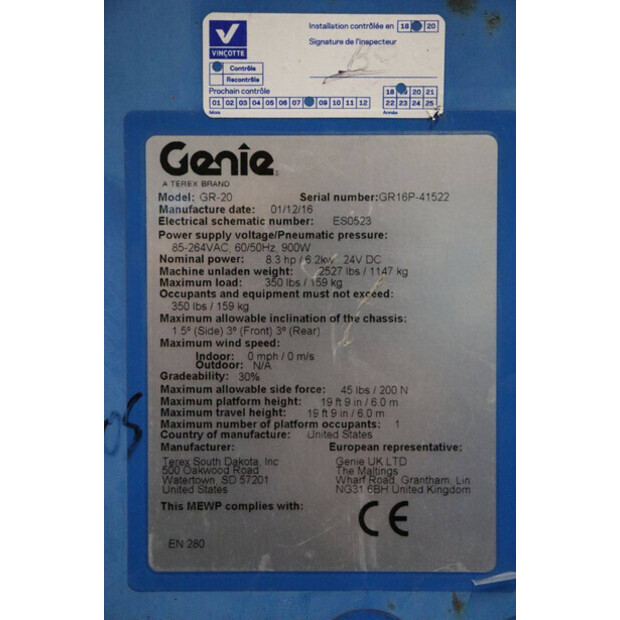 VINÇOTTE
Installation contrôlée en 18 20
Signature de l'inspecteur
Contrôle
Recontrôle
Prochain contrôle
01 02 03 04 05 06 07 09 10 11 12
Mois
18 20 21
22 23 24 25
Année
Genie
A TEREX BRAND
Model: GR-20 Serial number: GR16P-41522
Manufacture date: 01/12/16
Electrical schematic number: ES0523
Power supply voltage/Pneumatic pressure:
85-264VAC, 60/50Hz, 900W
Nominal power: 8.3 hp / 6.2kw, 24V DC
Machine unladen weight: 2527 lbs / 1147 kg
Maximum load: 350 lbs / 159 kg
Occupants and equipment must not exceed:
350 lbs / 159 kg
Maximum allowable inclination of the chassis:
1.5º (Side) 3º (Front) 3º (Rear)
Maximum wind speed:
Indoor: 0 mph / 0 m/s
Outdoor: N/A
Gradeability: 30%
Maximum allowable side force: 45 lbs / 200 N
Maximum platform height: 19 ft 9 in / 6.0 m
Maximum travel height: 19 ft 9 in / 6.0 m
Maximum number of platform occupants: 1
Country of manufacture: United States
Manufacturer: European representative:
Terex South Dakota, Inc Genie UK LTD
500 Oakwood Road The Maltings
Watertown, SD 57201 Wharf Road, Grantham, Lin
United States NG31 6BH United Kingdom
This MEWP complies with: CE
EN 280